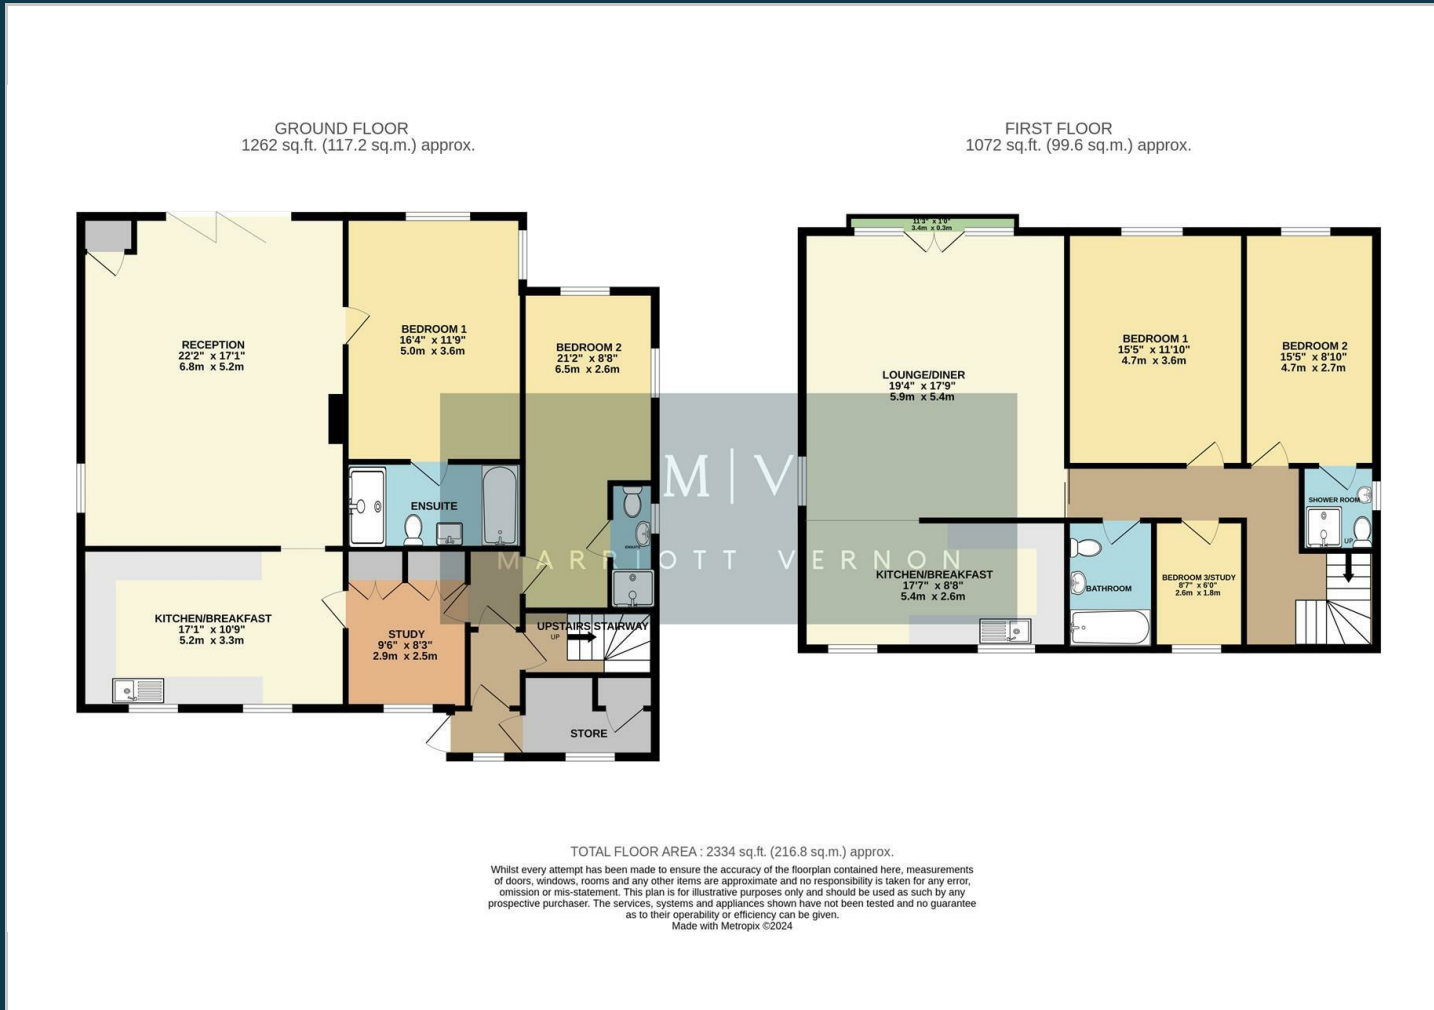 GROUND FLOOR
1262 sq.ft. (117.2 sq.m.) approx.
FIRST FLOOR
1072 sq.ft. (99.6 sq.m.) approx.
RECEPTION
22'2" x 17'1"
6.8m x 5.2m
BEDROOM 1
16'4" x 11'9"
5.0m x 3.6m
BEDROOM 2
21'2" x 8'8"
6.5m x 2.6m
ENSUITE
ENSUITE
KITCHEN/BREAKFAST
17'1" x 10'9"
5.2m x 3.3m
STUDY
9'6" x 8'3"
2.9m x 2.5m
UPSTAIRS STAIRWAY
UP
STORE
11'3" x 1'0"
3.4m x 0.3m
LOUNGE/DINER
19'4" x 17'9"
5.9m x 5.4m
BEDROOM 1
15'5" x 11'10"
4.7m x 3.6m
BEDROOM 2
15'5" x 8'10"
4.7m x 2.7m
SHOWER ROOM
UP
KITCHEN/BREAKFAST
17'7" x 8'8"
5.4m x 2.6m
BATHROOM
BEDROOM 3/STUDY
8'7" x 6'0"
2.6m x 1.8m
M|V
MARRIOTT VERNON
TOTAL FLOOR AREA : 2334 sq.ft. (216.8 sq.m.) approx.
Whilst every attempt has been made to ensure the accuracy of the floorplan contained here, measurements
of doors, windows, rooms and any other items are approximate and no responsibility is taken for any error,
omission or mis-statement. This plan is for illustrative purposes only and should be used as such by any
prospective purchaser. The services, systems and appliances shown have not been tested and no guarantee
as to their operability or efficiency can be given.
Made with Metropix ©2024